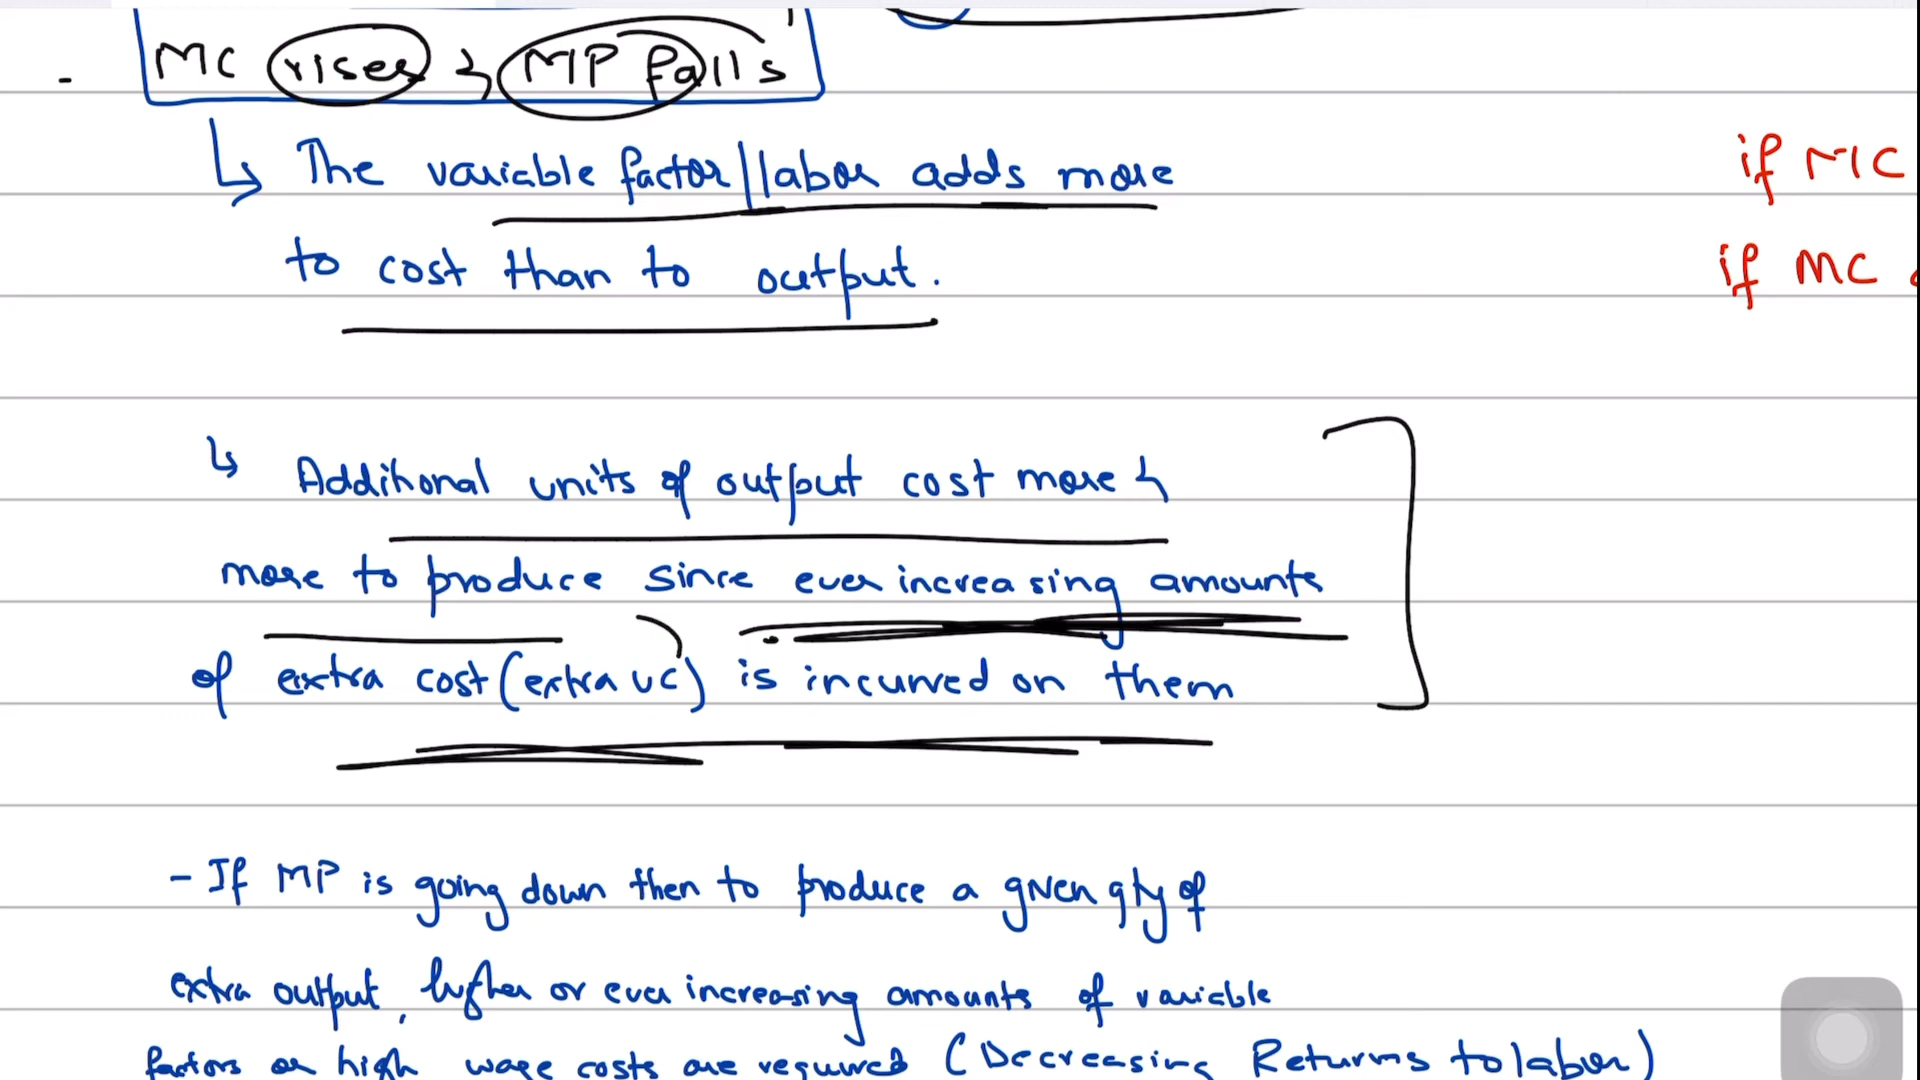 - MC rises & MP falls
↳ The variable factor/labor adds more
to cost than to output.
if MC
if MC
↳ Additional units of output cost more &
more to produce since ever increasing amounts
of extra cost (extra VC) is incurred on them
- If MP is going down then to produce a given qty of
extra output, higher or ever increasing amounts of variable
factors or high wage costs are required (Decreasing Returns to labor)